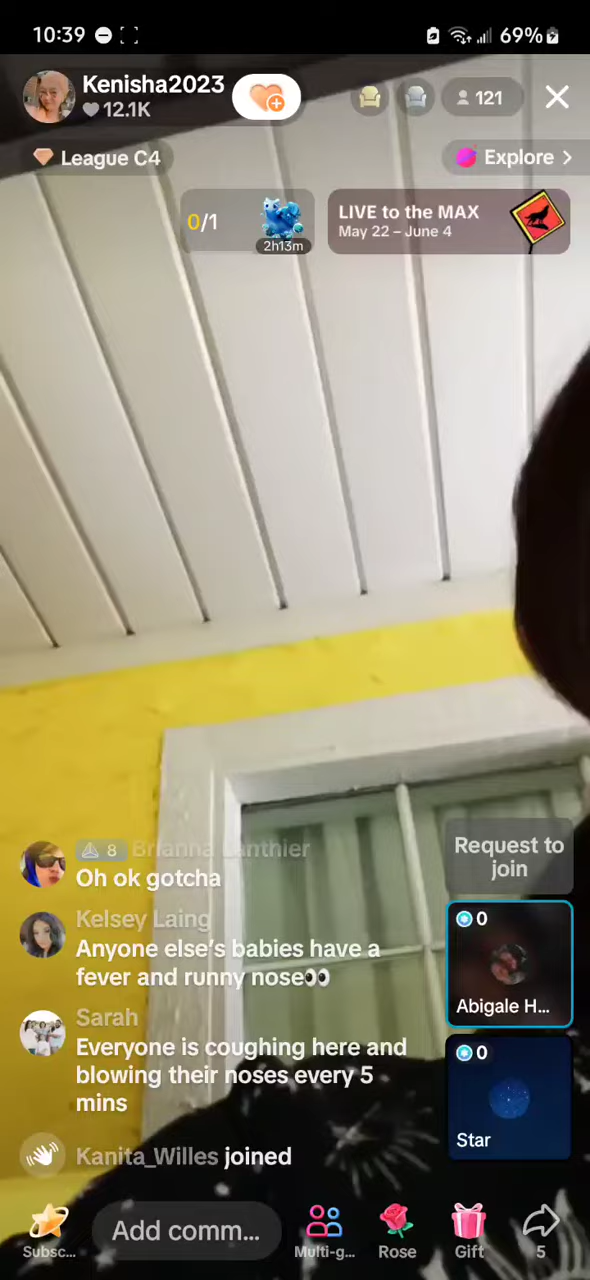 10:39
69%
Kenisha2023
12.1K
121
League C4
Explore >
0/1
2h13m
LIVE to the MAX
May 22 – June 4
8 Brianna Lanthier
Oh ok gotcha
Kelsey Laing
Anyone else's babies have a
fever and runny nose👀
Sarah
Everyone is coughing here and
blowing their noses every 5
mins
Kanita_Willes joined
Request to
join
0
Abigale H...
0
Star
Subsc...
Add comm...
Multi-g...
Rose
Gift
5